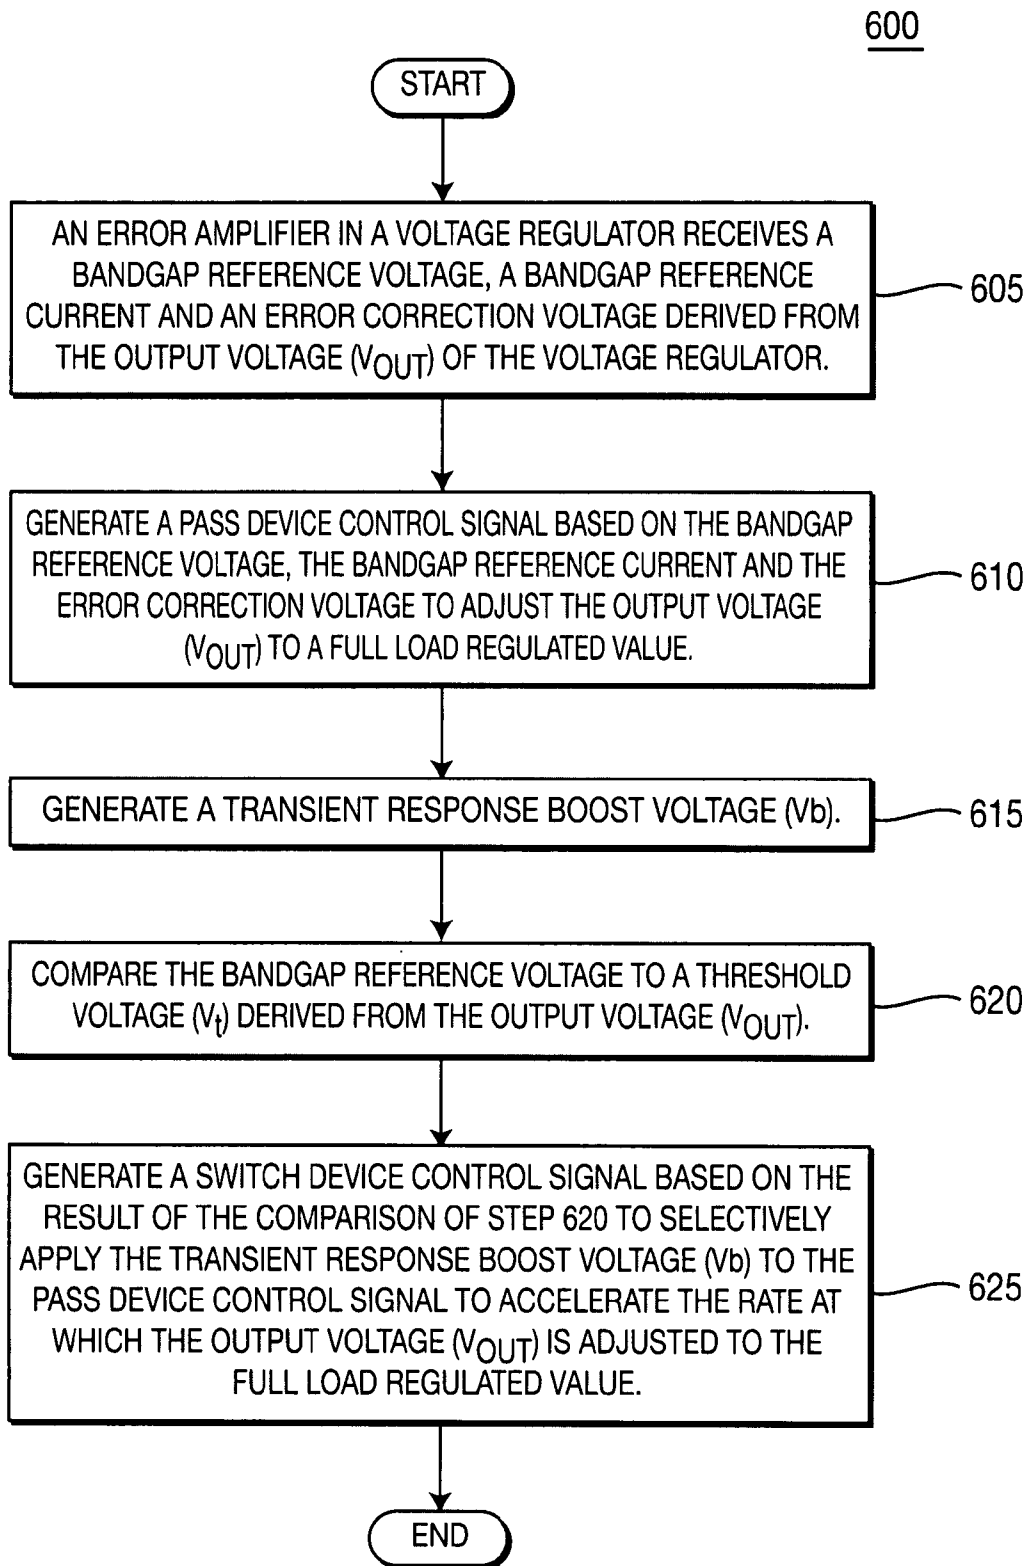 600
START
AN ERROR AMPLIFIER IN A VOLTAGE REGULATOR RECEIVES A
BANDGAP REFERENCE VOLTAGE, A BANDGAP REFERENCE
CURRENT AND AN ERROR CORRECTION VOLTAGE DERIVED FROM
THE OUTPUT VOLTAGE (VOUT) OF THE VOLTAGE REGULATOR.
605
GENERATE A PASS DEVICE CONTROL SIGNAL BASED ON THE BANDGAP
REFERENCE VOLTAGE, THE BANDGAP REFERENCE CURRENT AND THE
ERROR CORRECTION VOLTAGE TO ADJUST THE OUTPUT VOLTAGE
(VOUT) TO A FULL LOAD REGULATED VALUE.
610
GENERATE A TRANSIENT RESPONSE BOOST VOLTAGE (Vb).
615
COMPARE THE BANDGAP REFERENCE VOLTAGE TO A THRESHOLD
VOLTAGE (Vt) DERIVED FROM THE OUTPUT VOLTAGE (VOUT).
620
GENERATE A SWITCH DEVICE CONTROL SIGNAL BASED ON THE
RESULT OF THE COMPARISON OF STEP 620 TO SELECTIVELY
APPLY THE TRANSIENT RESPONSE BOOST VOLTAGE (Vb) TO THE
PASS DEVICE CONTROL SIGNAL TO ACCELERATE THE RATE AT
WHICH THE OUTPUT VOLTAGE (VOUT) IS ADJUSTED TO THE
FULL LOAD REGULATED VALUE.
625
END